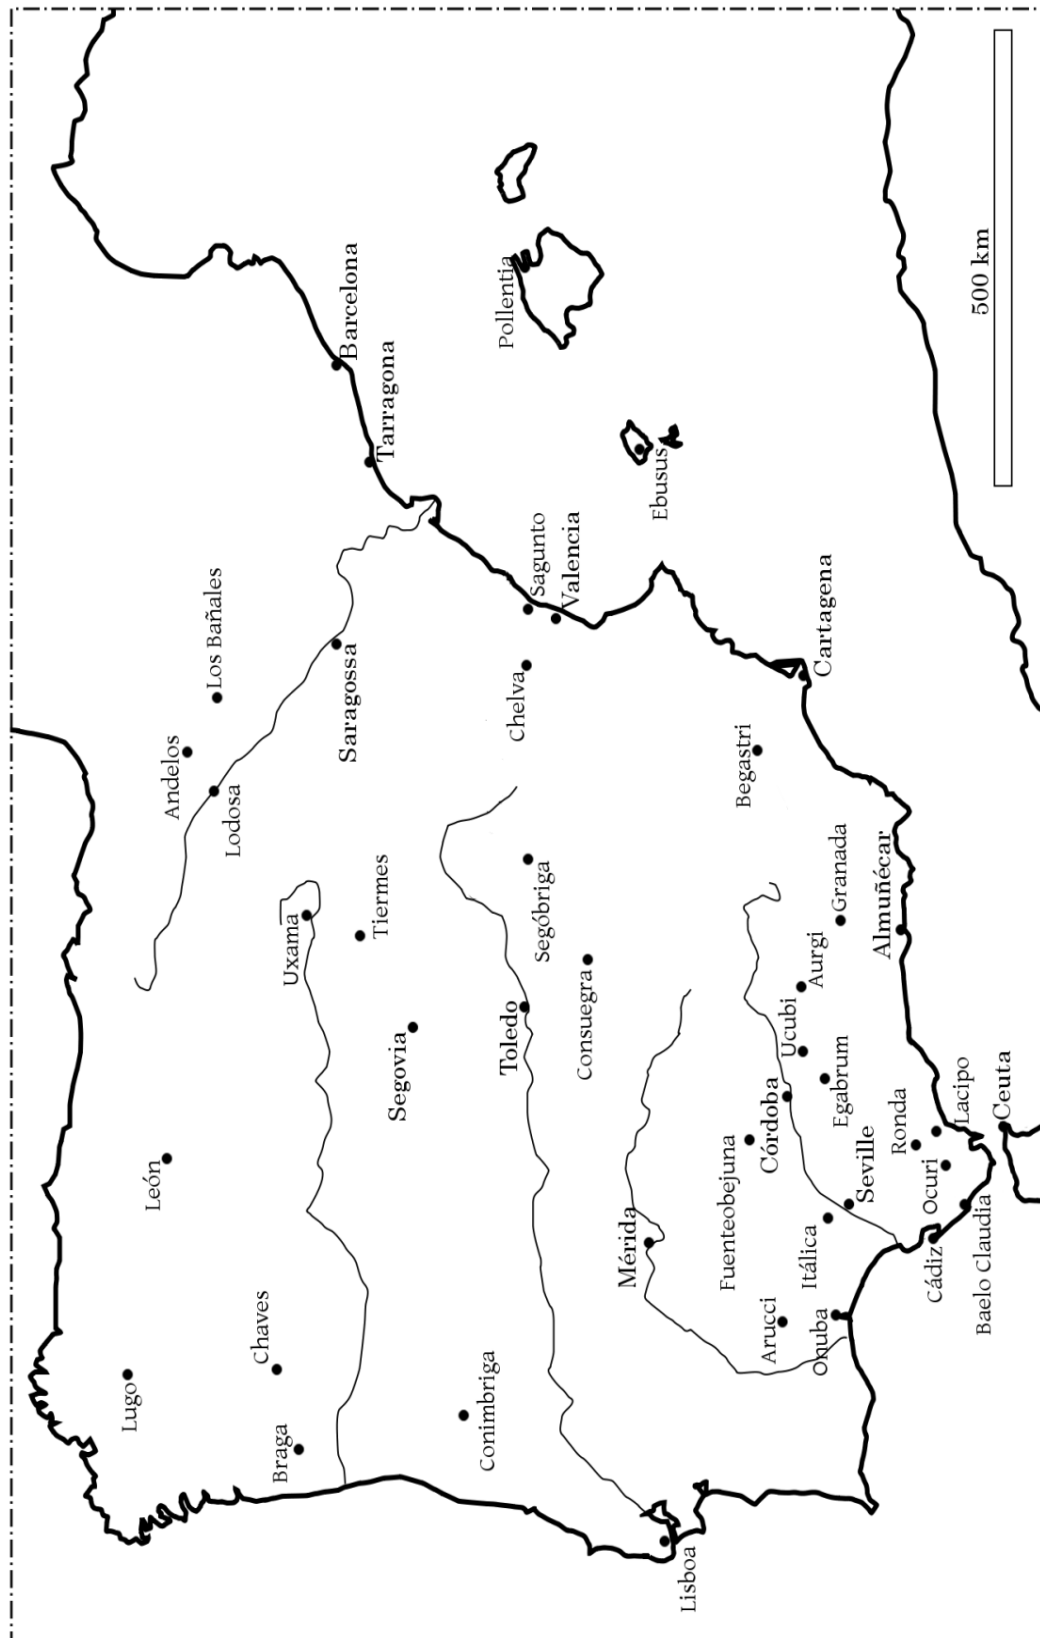 Lugo
León
Andelos
Los Bañales
Lodosa
Braga
Chaves
Uxama
Tiermes
Saragossa
Barcelona
Tarragona
Segovia
Conimbriga
Toledo
Segóbriga
Chelva
Sagunto
Valencia
Pollentia
Consuegra
Ebusus
Lisboa
Mérida
Fuenteobejuna
Begastri
Arucci
Córdoba
Ucubi
Aurgi
Cartagena
Itálica
Egabrum
Granada
Onuba
Seville
Ronda
Almuñécar
Ocuri
Lacipo
Cádiz
Baelo Claudia
Ceuta
500 km